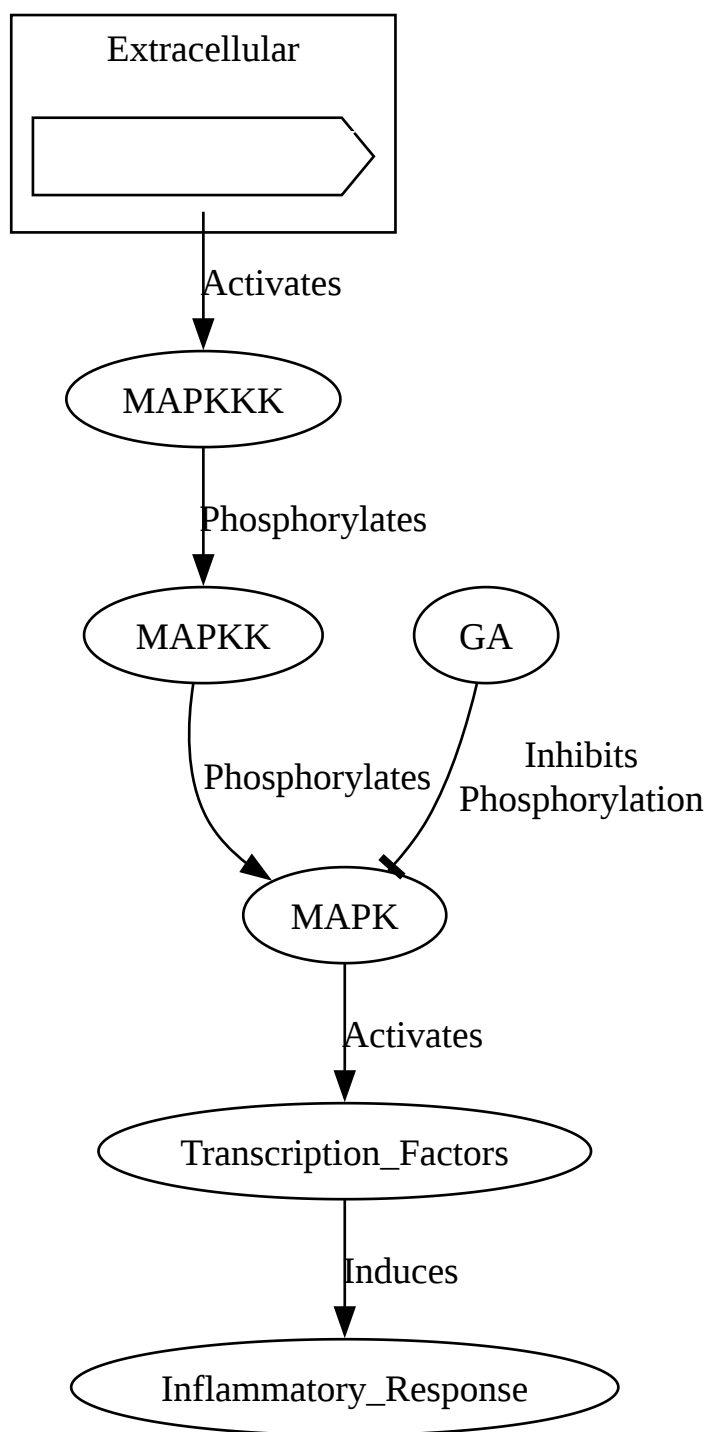 Extracellular
Activates
MAPKKK
Phosphorylates
MAPKK
GA
Phosphorylates
Inhibits
Phosphorylation
MAPK
Activates
Transcription_Factors
Induces
Inflammatory_Response